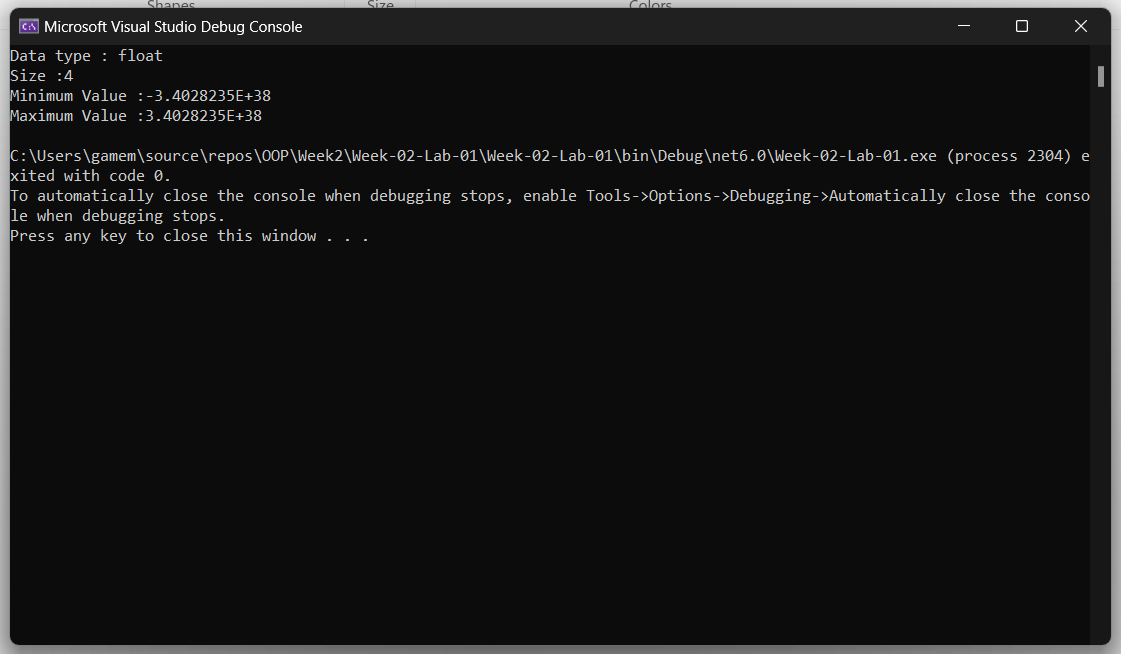 Shapes Size Colors
Microsoft Visual Studio Debug Console
Data type : float
Size :4
Minimum Value :-3.4028235E+38
Maximum Value :3.4028235E+38
C:\Users\gamem\source\repos\OOP\Week2\Week-02-Lab-01\Week-02-Lab-01\bin\Debug\net6.0\Week-02-Lab-01.exe (process 2304) e
xited with code 0.
To automatically close the console when debugging stops, enable Tools->Options->Debugging->Automatically close the conso
le when debugging stops.
Press any key to close this window . . .